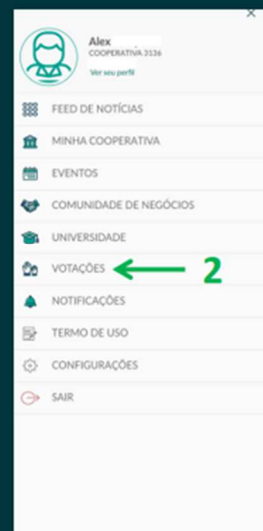 ×
Alex
COOPERATIVA 3136
Ver seu perfil
FEED DE NOTÍCIAS
MINHA COOPERATIVA
EVENTOS
COMUNIDADE DE NEGÓCIOS
UNIVERSIDADE
VOTAÇÕES 2
NOTIFICAÇÕES
TERMO DE USO
CONFIGURAÇÕES
SAIR